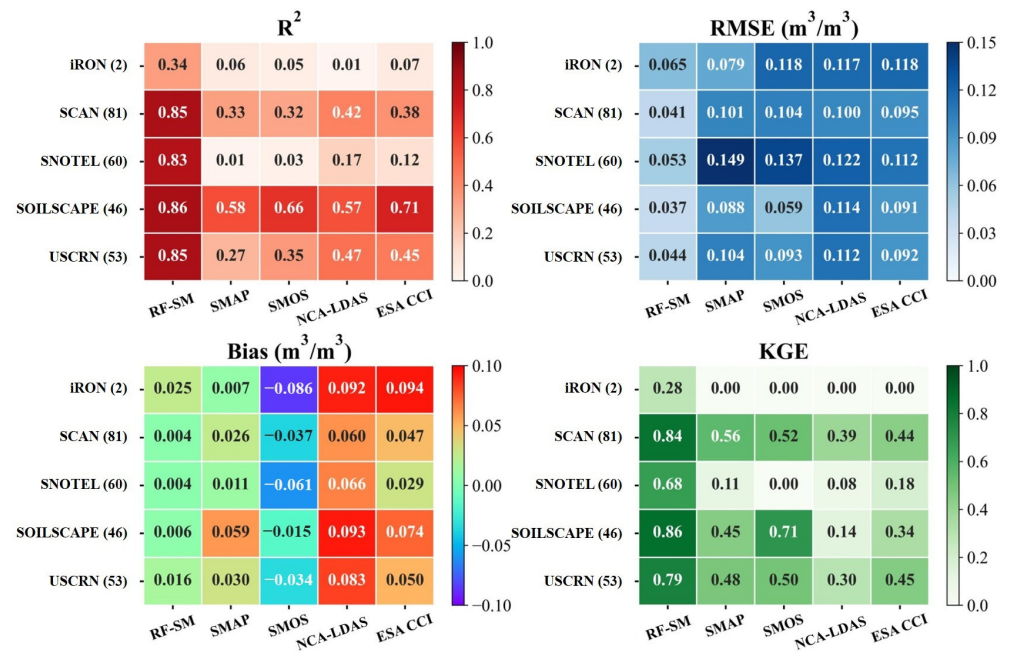 R²
iRON (2) 0.34 0.06 0.05 0.01 0.07
SCAN (81) 0.85 0.33 0.32 0.42 0.38
SNOTEL (60) 0.83 0.01 0.03 0.17 0.12
SOILSCAPE (46) 0.86 0.58 0.66 0.57 0.71
USCRN (53) 0.85 0.27 0.35 0.47 0.45
RF-SM SMAP SMOS NCA-LDAS ESA CCI
1.0
0.8
0.6
0.4
0.2
0.0
RMSE (m³/m³)
iRON (2) 0.065 0.079 0.118 0.117 0.118
SCAN (81) 0.041 0.101 0.104 0.100 0.095
SNOTEL (60) 0.053 0.149 0.137 0.122 0.112
SOILSCAPE (46) 0.037 0.088 0.059 0.114 0.091
USCRN (53) 0.044 0.104 0.093 0.112 0.092
RF-SM SMAP SMOS NCA-LDAS ESA CCI
0.15
0.12
0.09
0.06
0.03
0.00
Bias (m³/m³)
iRON (2) 0.025 0.007 −0.086 0.092 0.094
SCAN (81) 0.004 0.026 −0.037 0.060 0.047
SNOTEL (60) 0.004 0.011 −0.061 0.066 0.029
SOILSCAPE (46) 0.006 0.059 −0.015 0.093 0.074
USCRN (53) 0.016 0.030 −0.034 0.083 0.050
RF-SM SMAP SMOS NCA-LDAS ESA CCI
0.10
0.05
0.00
−0.05
−0.10
KGE
iRON (2) 0.28 0.00 0.00 0.00 0.00
SCAN (81) 0.84 0.56 0.52 0.39 0.44
SNOTEL (60) 0.68 0.11 0.00 0.08 0.18
SOILSCAPE (46) 0.86 0.45 0.71 0.14 0.34
USCRN (53) 0.79 0.48 0.50 0.30 0.45
RF-SM SMAP SMOS NCA-LDAS ESA CCI
1.0
0.8
0.6
0.4
0.2
0.0